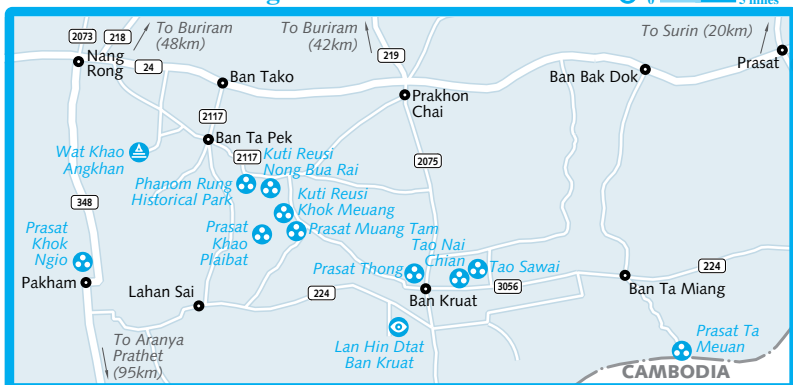 0
5 miles
2073
218
To Buriram
(48km)
To Buriram
(42km)
To Surin (20km)
Nang
Rong
24
219
Prasat
Ban Tako
Ban Bak Dok
Prakhon
Chai
2117
Ban Ta Pek
Wat Khao
Angkhan
2117
Kuti Reusi
Nong Bua Rai
2075
Phanom Rung
Historical Park
Kuti Reusi
Khok Meuang
348
Prasat
Khao
Plaibat
Prasat Muang Tam
Prasat
Khok
Ngio
Tao Nai
Chian
Prasat Thong
Tao Sawai
224
Pakham
Lahan Sai
224
Ban Kruat
3056
Ban Ta Miang
To Aranya
Prathet
(95km)
Lan Hin Dtat
Ban Kruat
Prasat Ta
Meuan
CAMBODIA